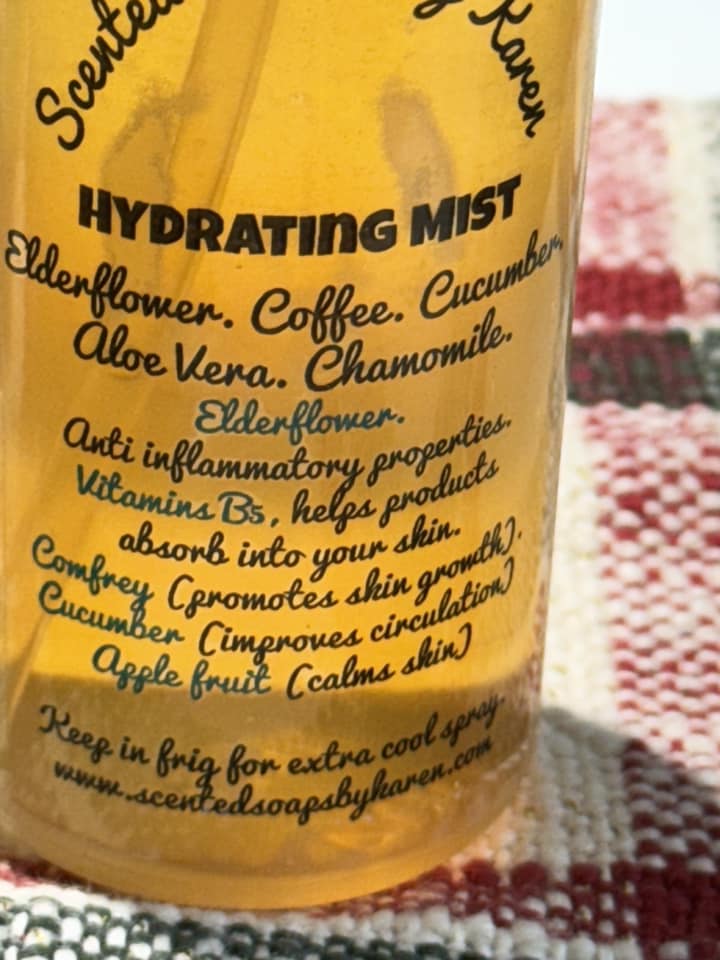 Scented Karen
HYDRATING MIST
Elderflower. Coffee. Cucumber.
Aloe Vera. Chamomile.
Elderflower.
Anti inflammatory properties.
Vitamins B5, helps products
absorb into your skin.
Comfrey (promotes skin growth).
Cucumber (improves circulation)
Apple fruit (calms skin)
Keep in frig for extra cool spray.
www.scentedsoapsbykaren.com